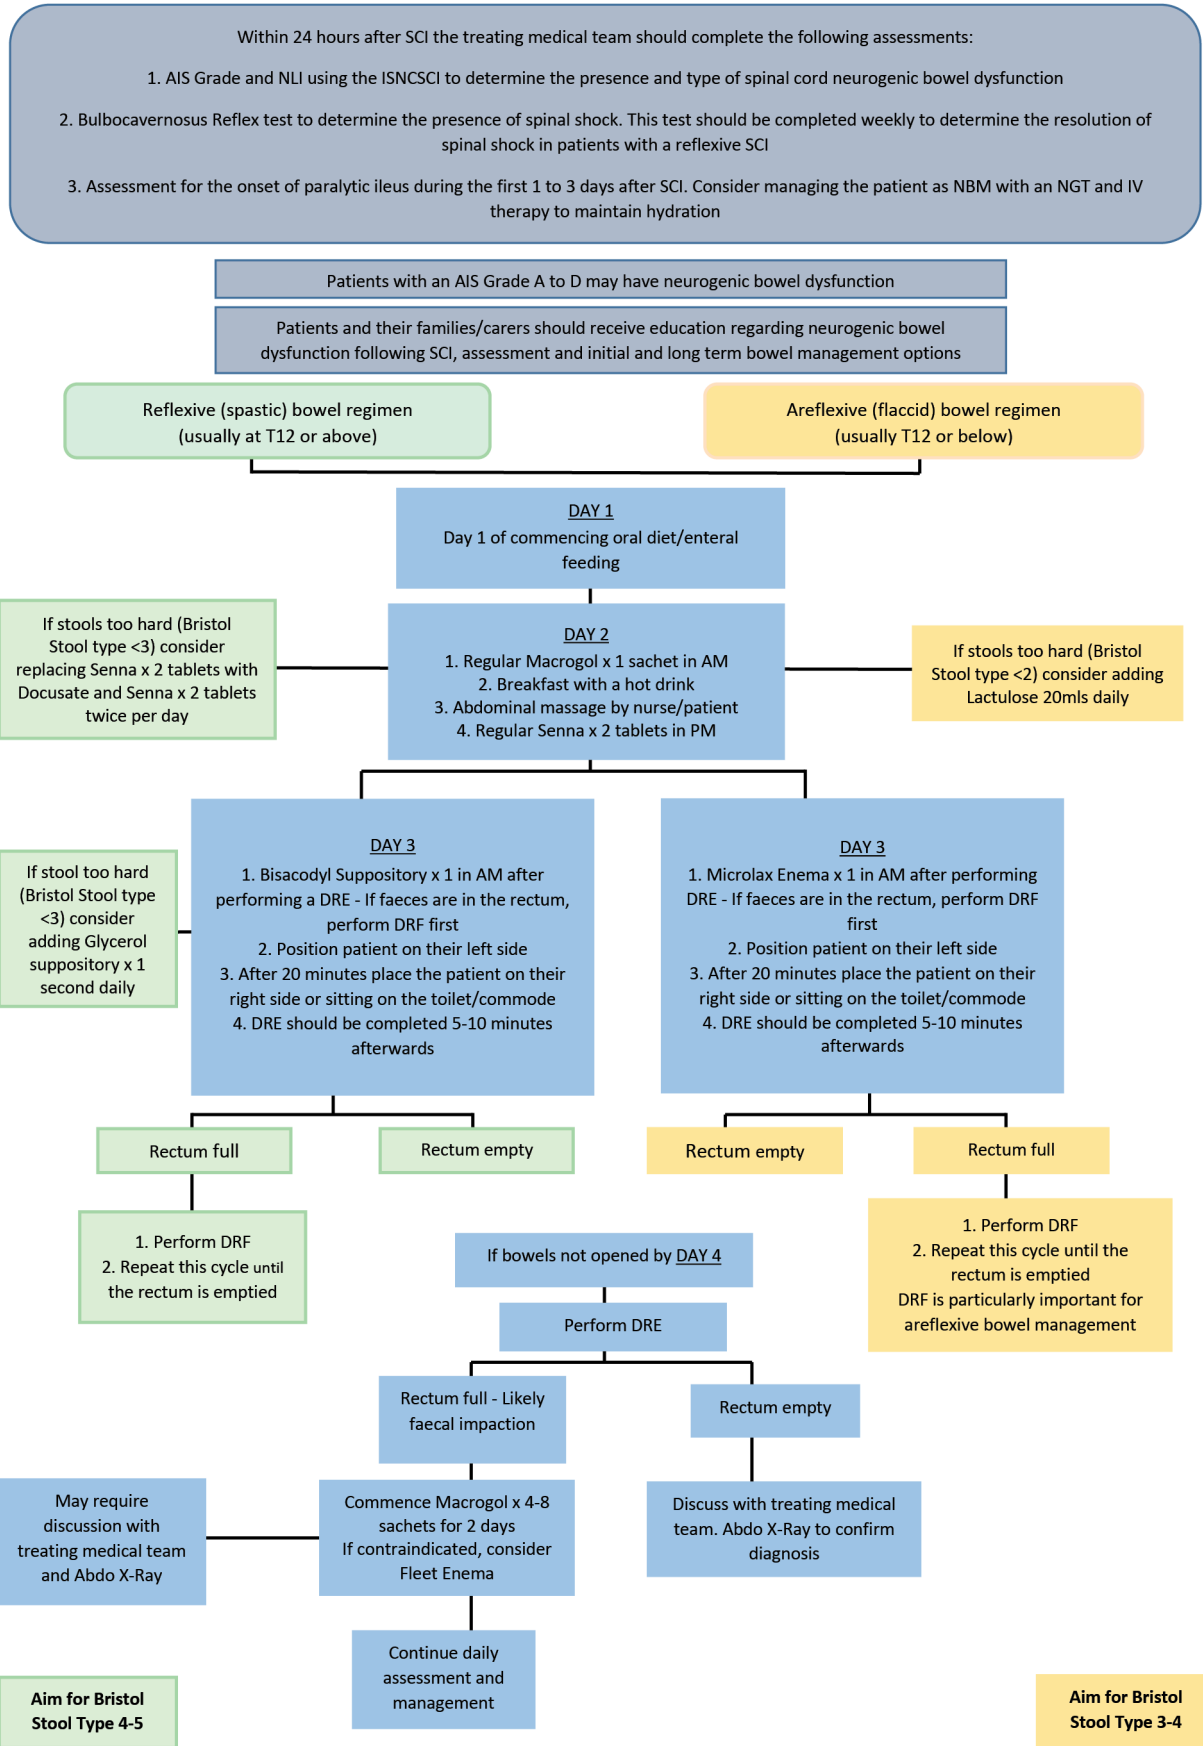 Within 24 hours after SCI the treating medical team should complete the following assessments:
1. AIS Grade and NLI using the ISNCSCI to determine the presence and type of spinal cord neurogenic bowel dysfunction
2. Bulbocavernosus Reflex test to determine the presence of spinal shock. This test should be completed weekly to determine the resolution of
spinal shock in patients with a reflexive SCI
3. Assessment for the onset of paralytic ileus during the first 1 to 3 days after SCI. Consider managing the patient as NBM with an NGT and IV
therapy to maintain hydration
Patients with an AIS Grade A to D may have neurogenic bowel dysfunction
Patients and their families/carers should receive education regarding neurogenic bowel
dysfunction following SCI, assessment and initial and long term bowel management options
Reflexive (spastic) bowel regimen
(usually at T12 or above)
Areflexive (flaccid) bowel regimen
(usually T12 or below)
DAY 1
Day 1 of commencing oral diet/enteral
feeding
If stools too hard (Bristol
Stool type <3) consider
replacing Senna x 2 tablets with
Docusate and Senna x 2 tablets
twice per day
DAY 2
1. Regular Macrogol x 1 sachet in AM
2. Breakfast with a hot drink
3. Abdominal massage by nurse/patient
4. Regular Senna x 2 tablets in PM
If stools too hard (Bristol
Stool type <2) consider adding
Lactulose 20mls daily
If stool too hard
(Bristol Stool type
<3) consider
adding Glycerol
suppository x 1
second daily
DAY 3
1. Bisacodyl Suppository x 1 in AM after
performing a DRE - If faeces are in the rectum,
perform DRF first
2. Position patient on their left side
3. After 20 minutes place the patient on their
right side or sitting on the toilet/commode
4. DRE should be completed 5-10 minutes
afterwards
DAY 3
1. Microlax Enema x 1 in AM after performing
DRE - If faeces are in the rectum, perform DRF
first
2. Position patient on their left side
3. After 20 minutes place the patient on their
right side or sitting on the toilet/commode
4. DRE should be completed 5-10 minutes
afterwards
Rectum full
Rectum empty
Rectum empty
Rectum full
1. Perform DRF
2. Repeat this cycle until
the rectum is emptied
1. Perform DRF
2. Repeat this cycle until the
rectum is emptied
DRF is particularly important for
areflexive bowel management
If bowels not opened by DAY 4
Perform DRE
Rectum full - Likely
faecal impaction
Rectum empty
May require
discussion with
treating medical team
and Abdo X-Ray
Commence Macrogol x 4-8
sachets for 2 days
If contraindicated, consider
Fleet Enema
Discuss with treating medical
team. Abdo X-Ray to confirm
diagnosis
Continue daily
assessment and
management
Aim for Bristol
Stool Type 4-5
Aim for Bristol
Stool Type 3-4